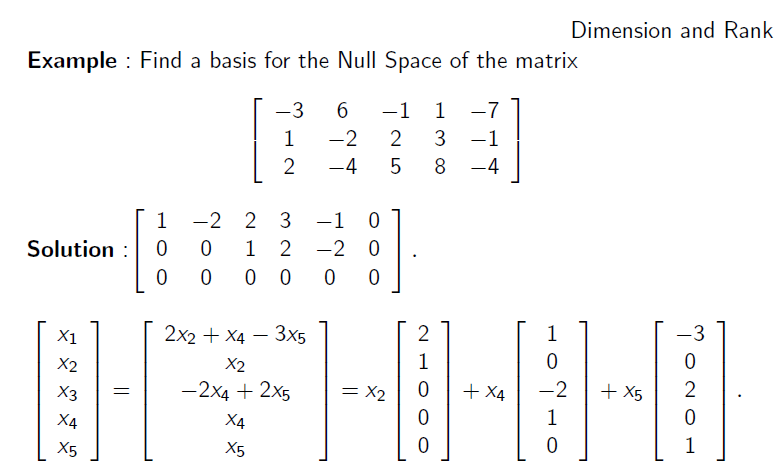 Dimension and Rank
Example : Find a basis for the Null Space of the matrix
[ −3 6 −1 1 −7 ]
[ 1 −2 2 3 −1 ]
[ 2 −4 5 8 −4 ]
Solution : [ 1 −2 2 3 −1 0 ]
[ 0 0 1 2 −2 0 ] .
[ 0 0 0 0 0 0 ]
[ x₁ ] [ 2x₂ + x₄ − 3x₅ ] [ 2 ] [ 1 ] [ −3 ]
[ x₂ ] [ x₂ ] [ 1 ] [ 0 ] [ 0 ]
[ x₃ ] = [ −2x₄ + 2x₅ ] = x₂ [ 0 ] + x₄ [ −2 ] + x₅ [ 2 ] .
[ x₄ ] [ x₄ ] [ 0 ] [ 1 ] [ 0 ]
[ x₅ ] [ x₅ ] [ 0 ] [ 0 ] [ 1 ]